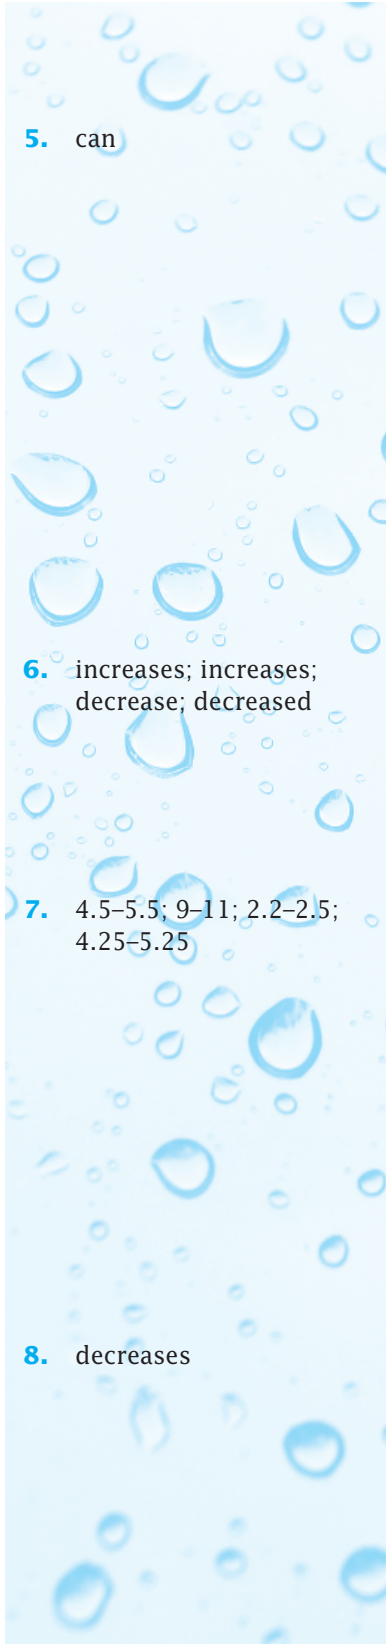 5. can
6. increases; increases;
decrease; decreased
7. 4.5–5.5; 9–11; 2.2–2.5;
4.25–5.25
8. decreases